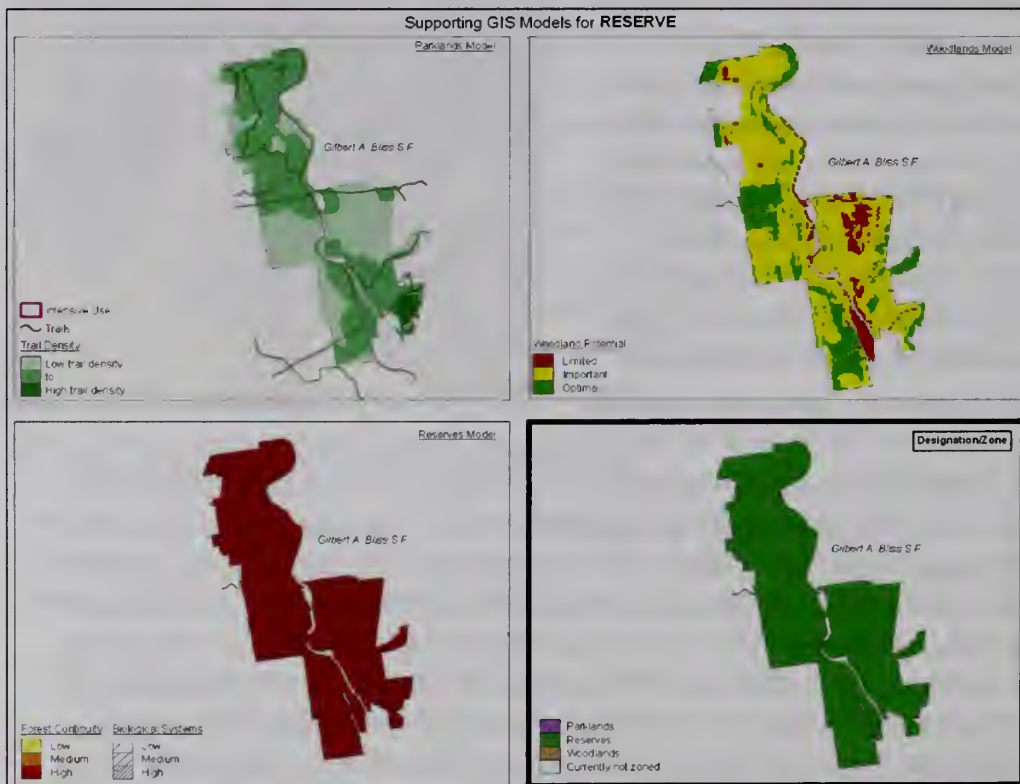 Supporting GIS Models for RESERVE
Parklands Model
Gilbert A. Bliss S.F.
Intensive Use
Trails
Trail Density
Low trail density
to
High trail density
Woodlands Model
Gilbert A. Bliss S.F.
Woodland Potential
Limited
Important
Optimal
Reserves Model
Gilbert A. Bliss S.F.
Forest Continuity
Low
Medium
High
Biological Systems
Low
Medium
High
Designation/Zone
Gilbert A. Bliss S.F.
Parklands
Reserves
Woodlands
Currently not zoned